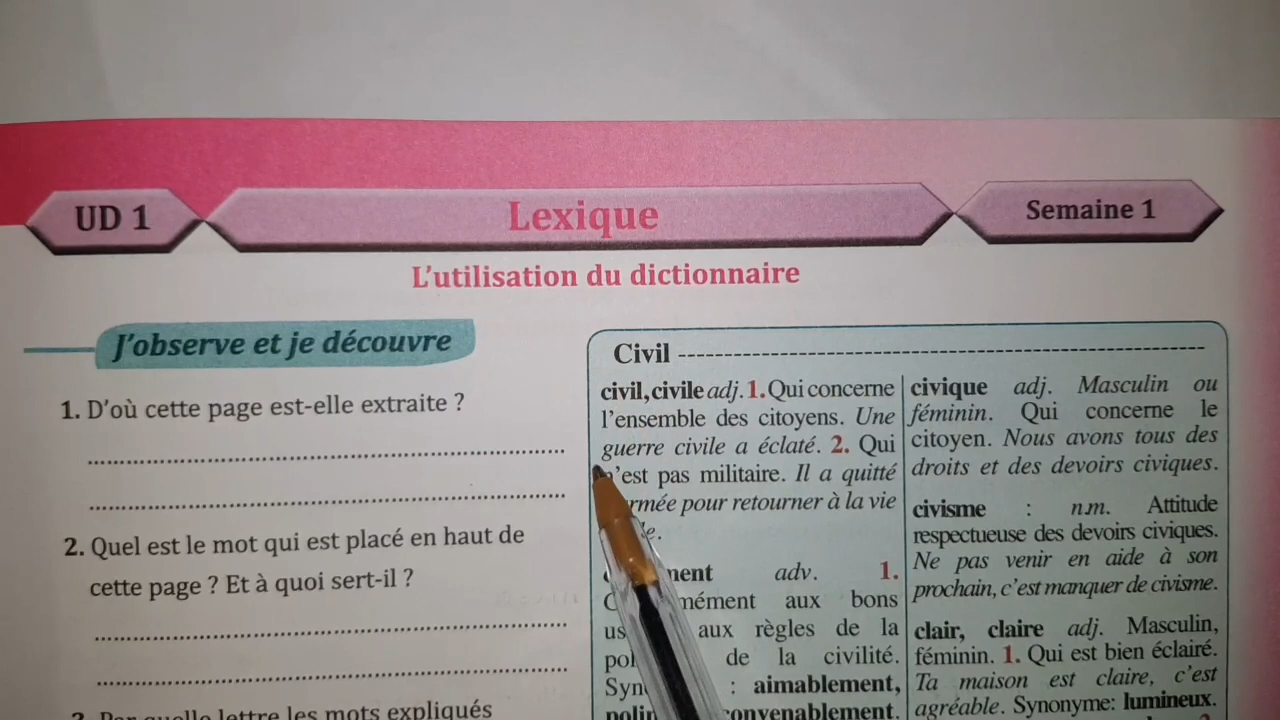 UD 1
Lexique
Semaine 1
L'utilisation du dictionnaire
J'observe et je découvre
1. D'où cette page est-elle extraite ?
2. Quel est le mot qui est placé en haut de
cette page ? Et à quoi sert-il ?
lettre les mots expliqués
Civil
civil, civile adj. 1. Qui concerne
l'ensemble des citoyens. Une
guerre civile a éclaté. 2. Qui
n'est pas militaire. Il a quitté
pour retourner à la vie
adv. 1.
aux bons
aux règles de la
de la civilité.
: aimablement,
convenablement.
civique adj. Masculin ou
féminin. Qui concerne le
citoyen. Nous avons tous des
droits et des devoirs civiques.
civisme : n.m. Attitude
respectueuse des devoirs civiques.
Ne pas venir en aide à son
prochain, c'est manquer de civisme.
clair, claire adj. Masculin,
féminin. 1. Qui est bien éclairé.
Ta maison est claire, c'est
agréable. Synonyme: lumineux.